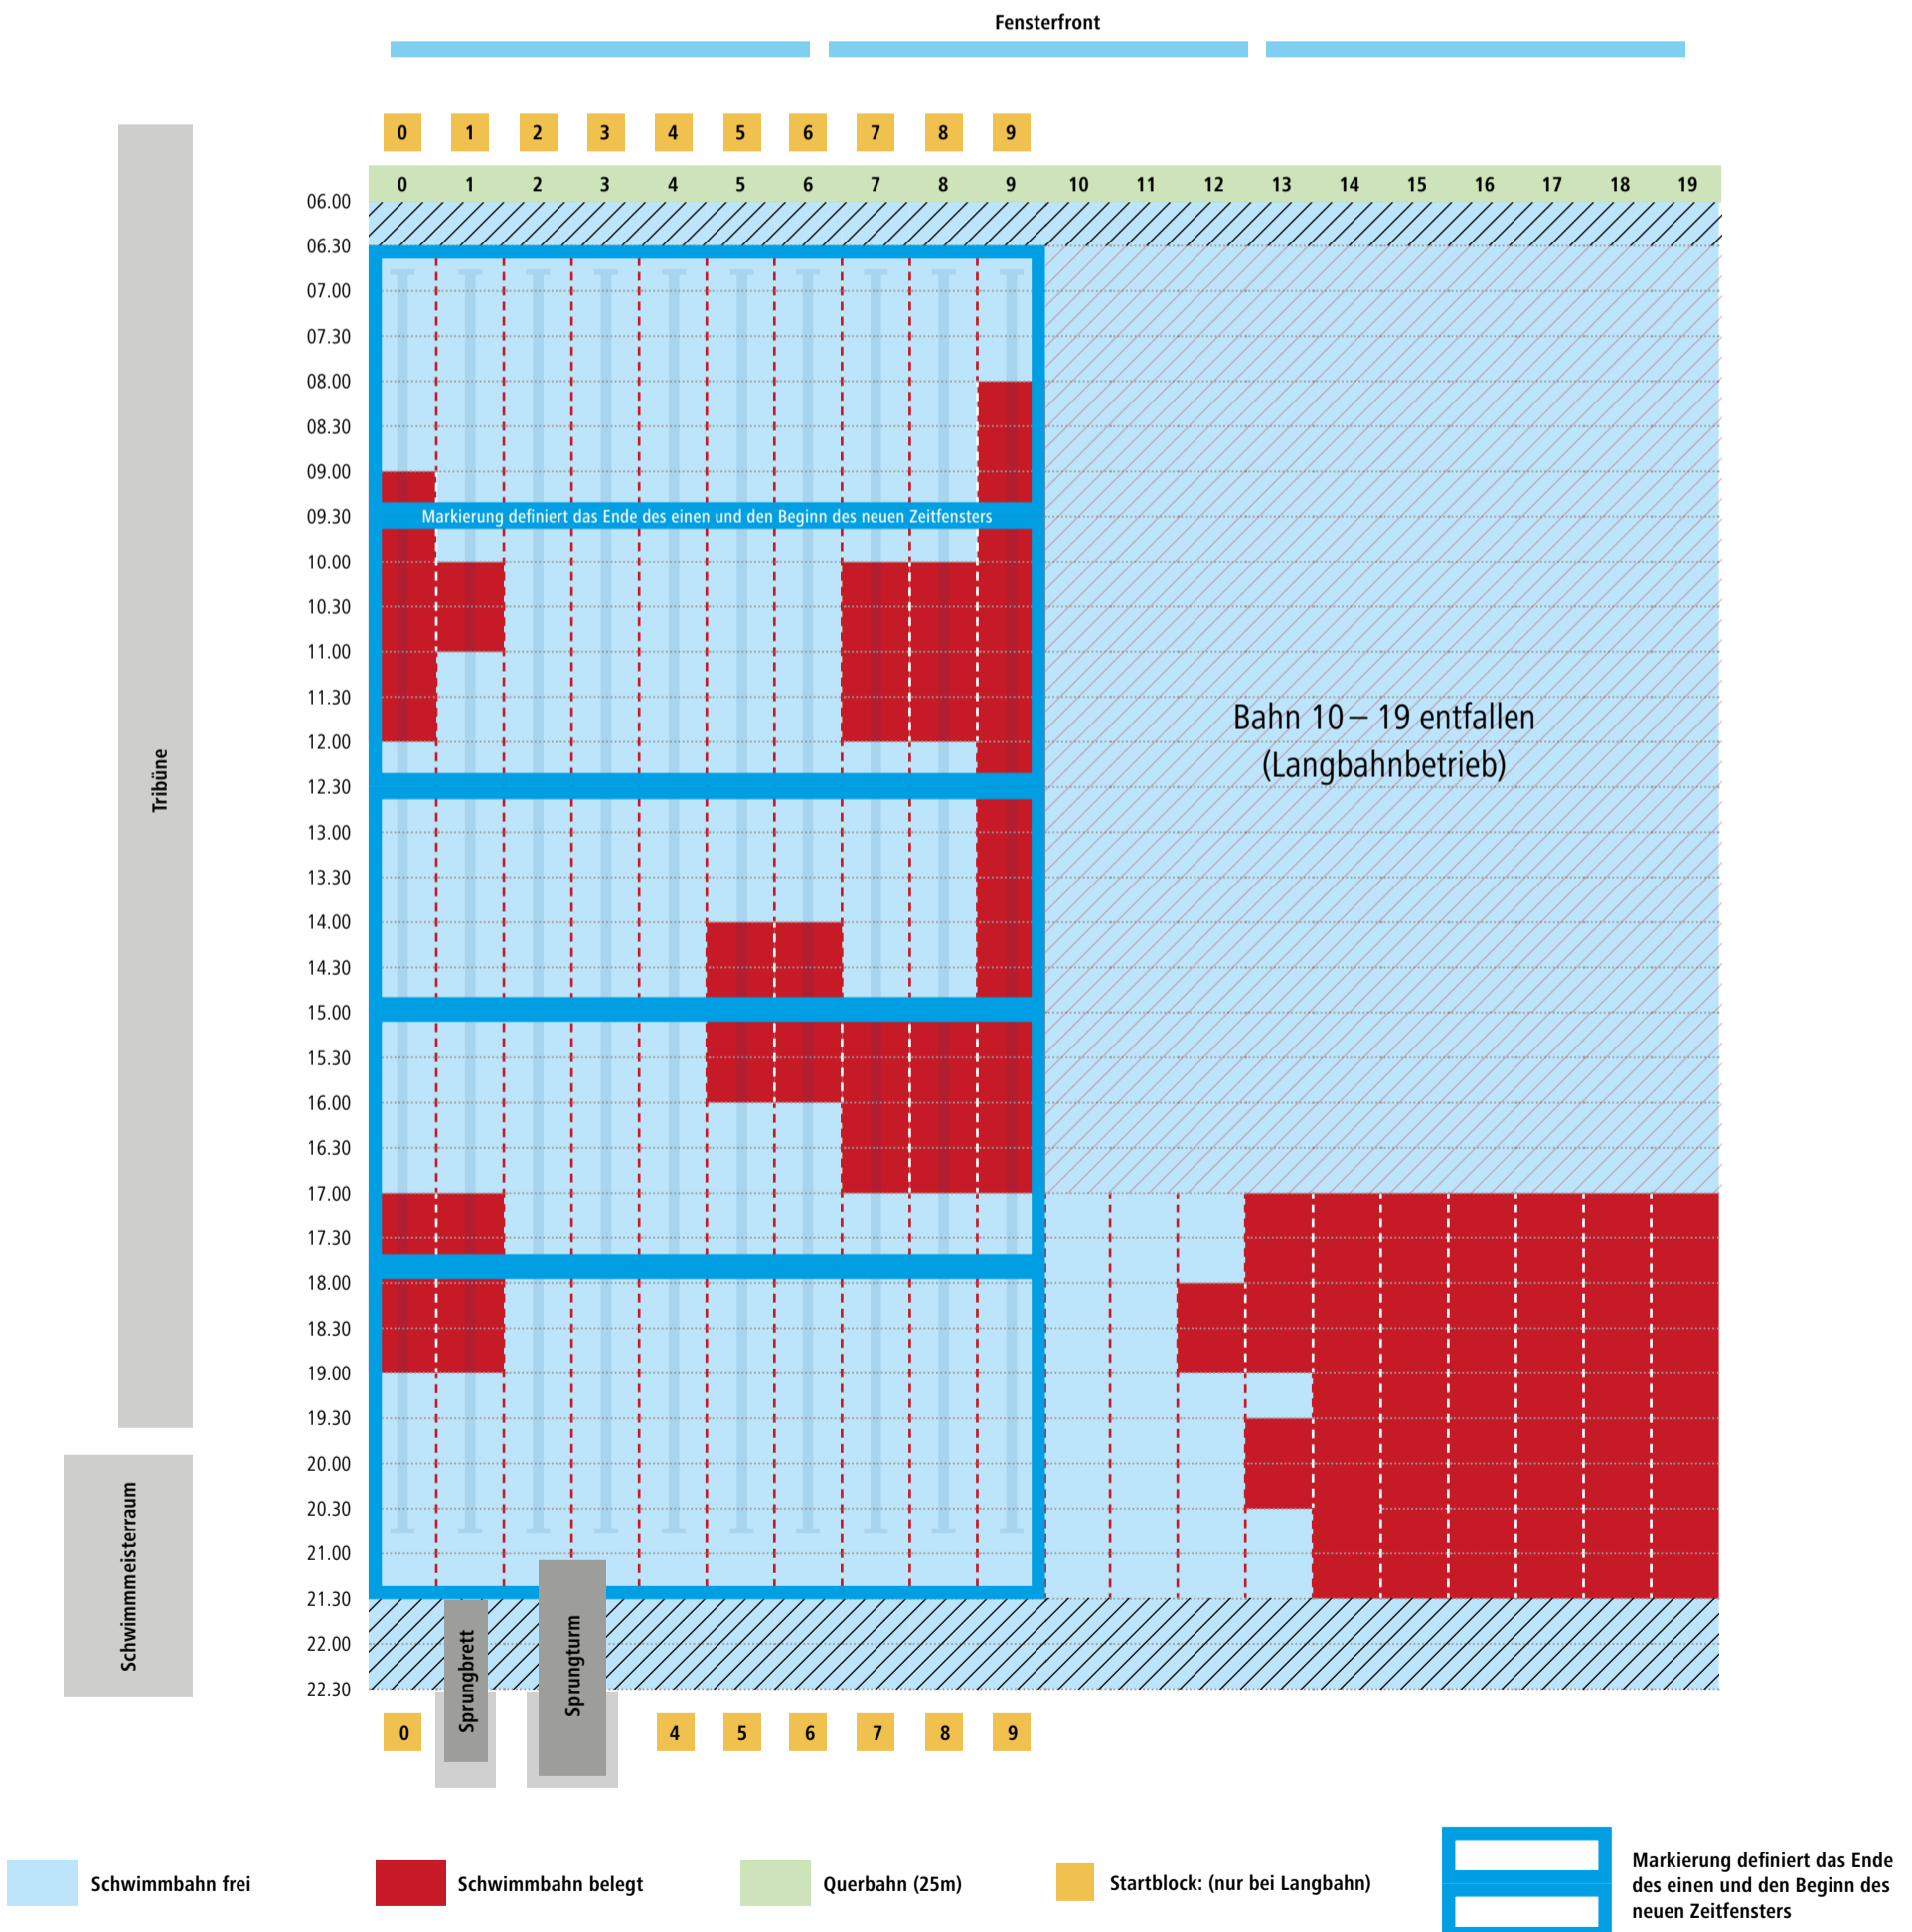 Fensterfront
0 1 2 3 4 5 6 7 8 9
0 1 2 3 4 5 6 7 8 9 10 11 12 13 14 15 16 17 18 19
06.00
06.30
07.00
07.30
08.00
08.30
09.00
09.30
Markierung definiert das Ende des einen und den Beginn des neuen Zeitfensters
10.00
10.30
11.00
11.30
Bahn 10 – 19 entfallen
(Langbahnbetrieb)
12.00
12.30
Tribüne
13.00
13.30
14.00
14.30
15.00
15.30
16.00
16.30
17.00
17.30
18.00
18.30
19.00
19.30
20.00
20.30
21.00
21.30
22.00
22.30
Schwimmmeisterraum
Sprungbrett
Sprungturm
0 4 5 6 7 8 9
Schwimmbahn frei
Schwimmbahn belegt
Querbahn (25m)
Startblock: (nur bei Langbahn)
Markierung definiert das Ende
des einen und den Beginn des
neuen Zeitfensters